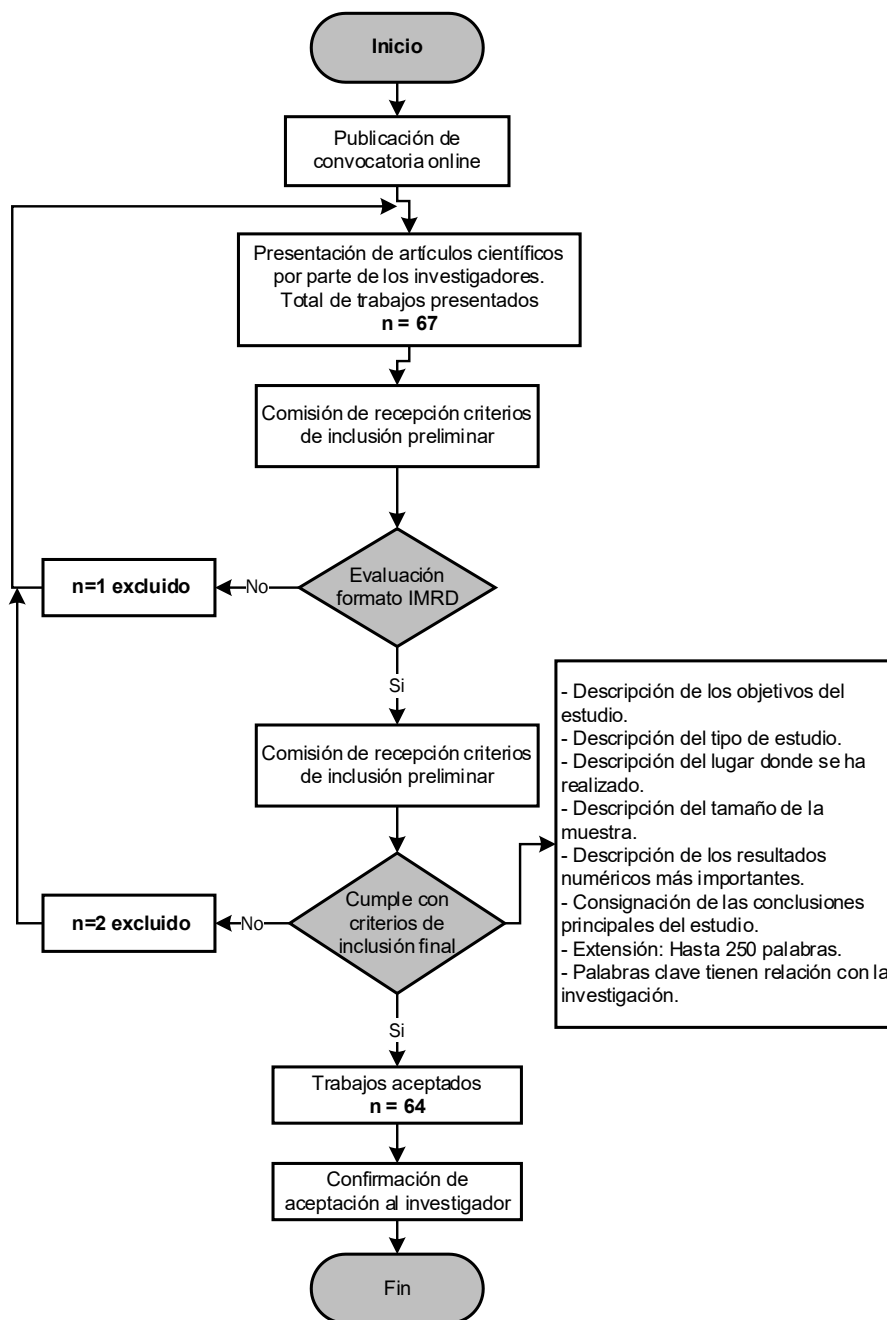 Inicio
Publicación de
convocatoria online
Presentación de artículos científicos
por parte de los investigadores.
Total de trabajos presentados
n = 67
Comisión de recepción criterios
de inclusión preliminar
Evaluación
formato IMRD
No
n=1 excluido
Si
Comisión de recepción criterios
de inclusión preliminar
Cumple con
criterios de
inclusión final
No
n=2 excluido
- Descripción de los objetivos del
estudio.
- Descripción del tipo de estudio.
- Descripción del lugar donde se ha
realizado.
- Descripción del tamaño de la
muestra.
- Descripción de los resultados
numéricos más importantes.
- Consignación de las conclusiones
principales del estudio.
- Extensión: Hasta 250 palabras.
- Palabras clave tienen relación con la
investigación.
Si
Trabajos aceptados
n = 64
Confirmación de
aceptación al investigador
Fin